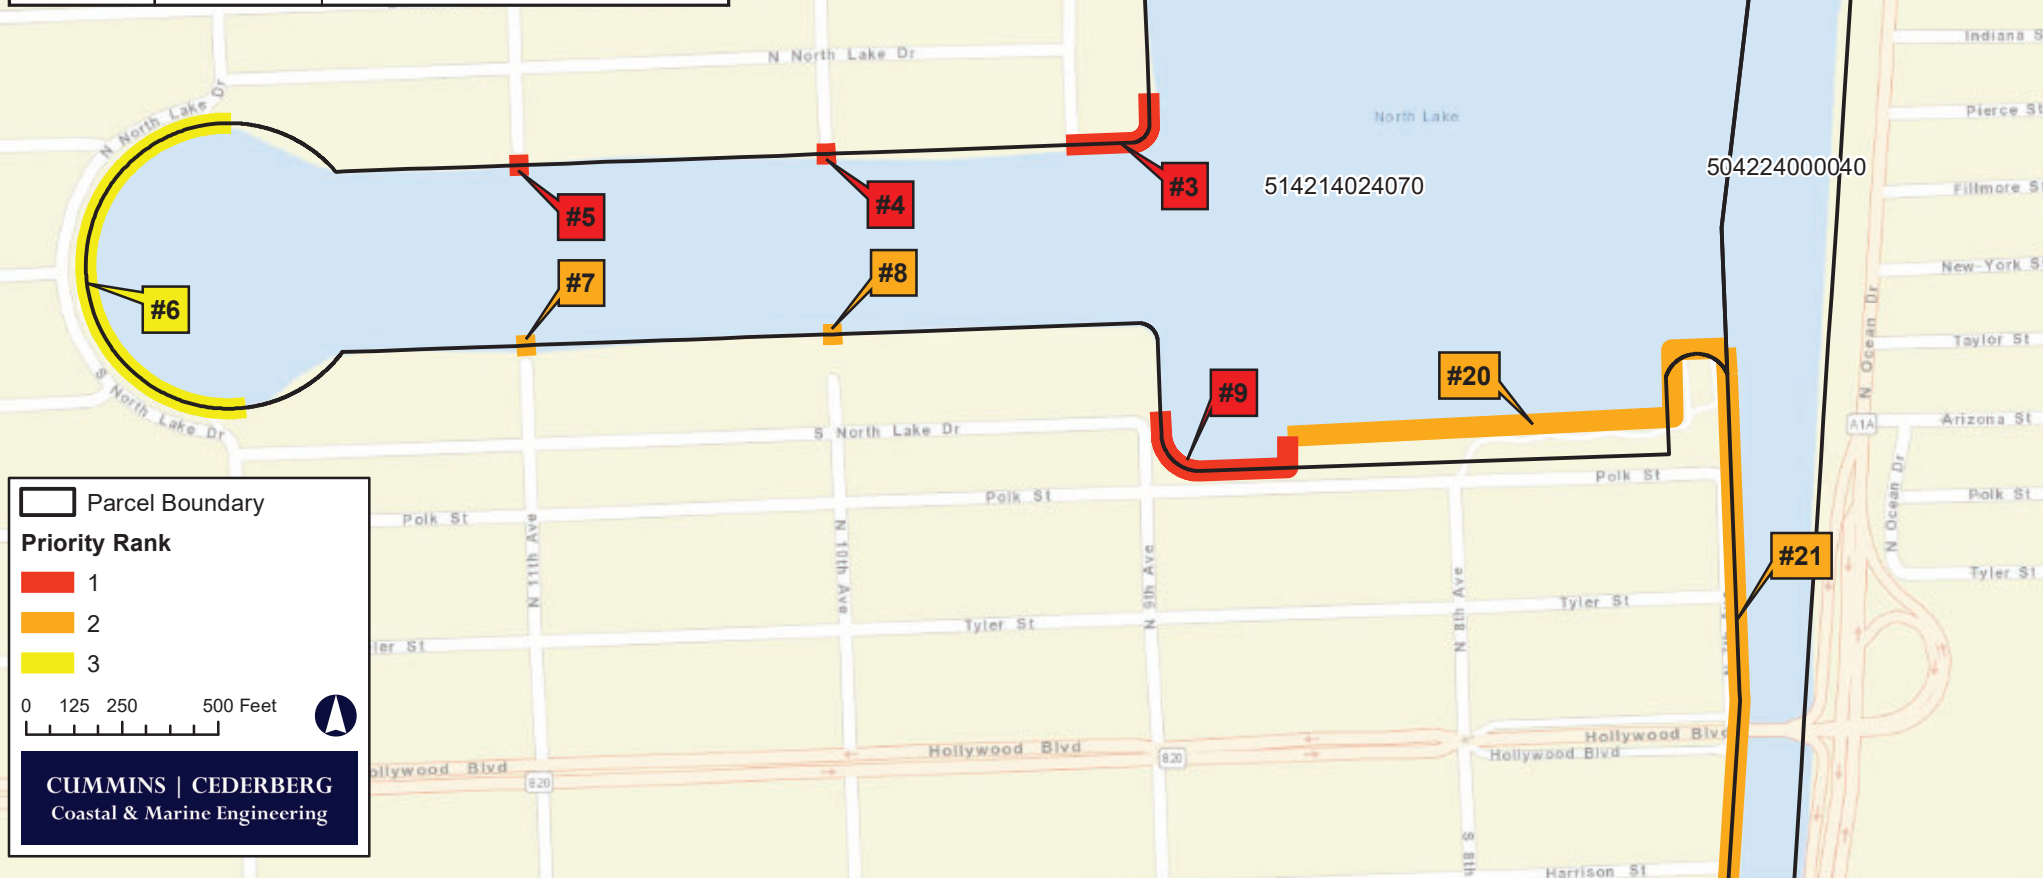 N North Lake Dr
Indiana S
N North Lake Dr
North Lake
Pierce St
504224000040
#3
514214024070
Fillmore S
#5
#4
New-York S
#7
#8
#6
N Ocean Dr
Taylor St
#20
#9
S North Lake Dr
S North Lake Dr
A1A
Arizona St
Polk St
Polk St
Polk St
Polk St
N Ocean Dr
Parcel Boundary
Priority Rank
1
2
3
N 11th Ave
N 10th Ave
N 9th Ave
N 8th Ave
#21
Tyler St
Tyler St
Tyler St
ler St
0 125 250 500 Feet
Hollywood Blvd
Hollywood Blvd
Hollywood Blvd
ollywood Blvd
820
820
CUMMINS | CEDERBERG
Coastal & Marine Engineering
S 8th
Harrison St